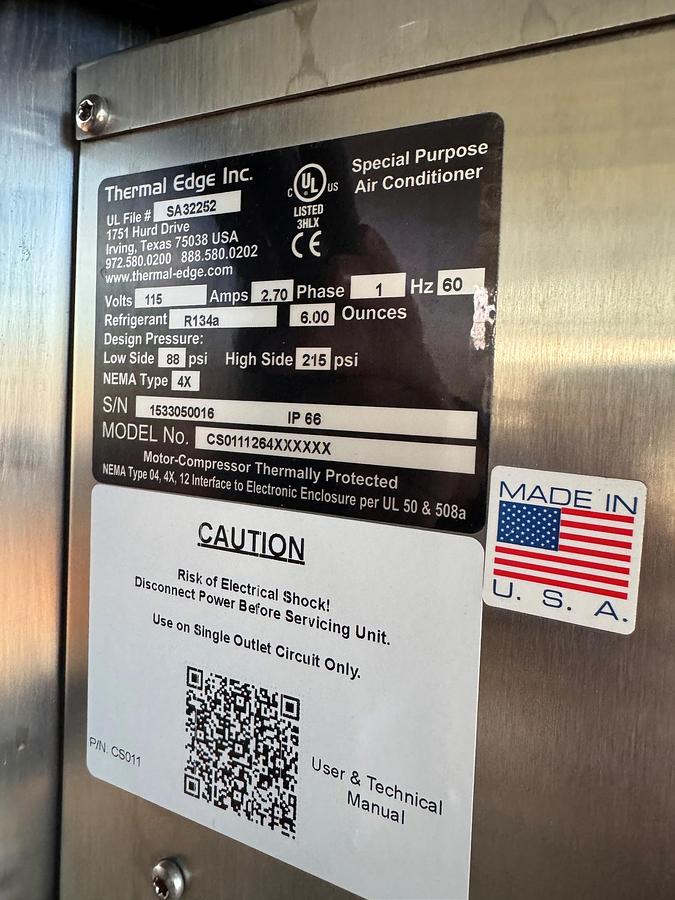 Thermal Edge Inc.
UL File # SA32252
1751 Hurd Drive
Irving, Texas 75038 USA
972.580.0200 888.580.0202
www.thermal-edge.com
C UL US
LISTED
3HLX
CE
Special Purpose
Air Conditioner
Volts 115 Amps 2.70 Phase 1 Hz 60
Refrigerant R134a 6.00 Ounces
Design Pressure:
Low Side 88 psi High Side 215 psi
NEMA Type 4X
S/N 1533050016 IP 66
MODEL No. CS0111264XXXXXX
Motor-Compressor Thermally Protected
NEMA Type 04, 4X, 12 Interface to Electronic Enclosure per UL 50 & 508a
MADE IN
U. S. A.
CAUTION
Risk of Electrical Shock!
Disconnect Power Before Servicing Unit.
Use on Single Outlet Circuit Only.
P/N. CS011
User & Technical
Manual